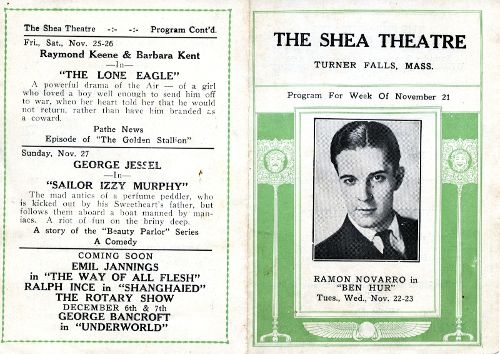 The Shea Theatre -:- -:- Program Cont'd.
Fri., Sat., Nov. 25-26
Raymond Keene & Barbara Kent
—In—
"THE LONE EAGLE"
A powerful drama of the Air — of a girl
who loved a boy well enough to send him off
to war, when her heart told her that he would
not return, rather than have him branded as
a coward.
Pathe News
Episode of "The Golden Stallion"
Sunday, Nov. 27
GEORGE JESSEL
—In—
"SAILOR IZZY MURPHY"
The mad antics of a perfume peddler, who
is kicked out by his Sweetheart's father, but
follows them aboard a boat manned by man-
iacs. A riot of fun on the briny deep.
A story of the "Beauty Parlor" Series
A Comedy
COMING SOON
EMIL JANNINGS
in "THE WAY OF ALL FLESH"
RALPH INCE in "SHANGHAIED"
THE ROTARY SHOW
DECEMBER 6th & 7th
GEORGE BANCROFT
in "UNDERWORLD"
THE SHEA THEATRE
TURNER FALLS, MASS.
Program For Week Of November 21
RAMON NOVARRO in
"BEN HUR"
Tues., Wed., Nov. 22-23